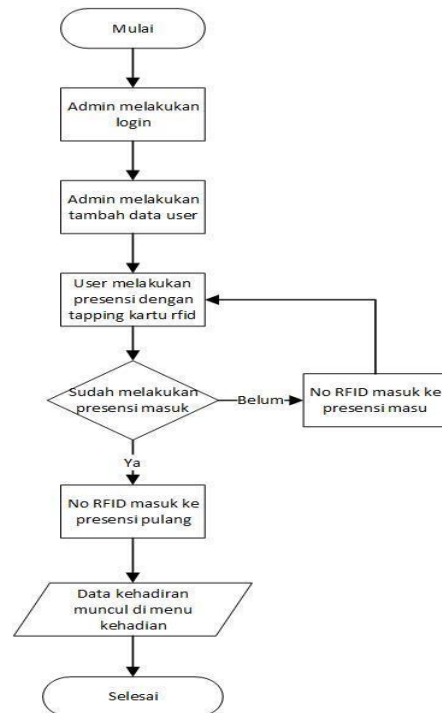 Mulai
Admin melakukan
login
Admin melakukan
tambah data user
User melakukan
presensi dengan
tapping kartu rfid
Sudah melakukan
presensi masuk
Belum
No RFID masuk ke
presensi masu
Ya
No RFID masuk ke
presensi pulang
Data kehadiran
muncul di menu
kehadian
Selesai